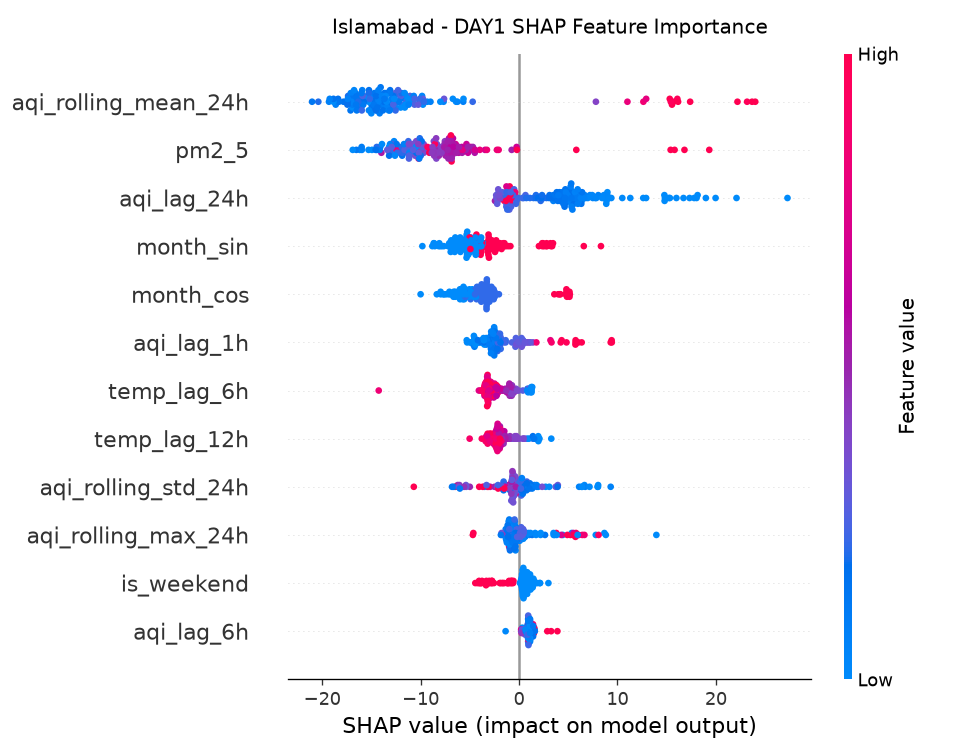 Islamabad - DAY1 SHAP Feature Importance
High
aqi_rolling_mean_24h
pm2_5
aqi_lag_24h
month_sin
month_cos
aqi_lag_1h
temp_lag_6h
temp_lag_12h
aqi_rolling_std_24h
aqi_rolling_max_24h
is_weekend
aqi_lag_6h
Feature value
Low
−20 −10 0 10 20
SHAP value (impact on model output)